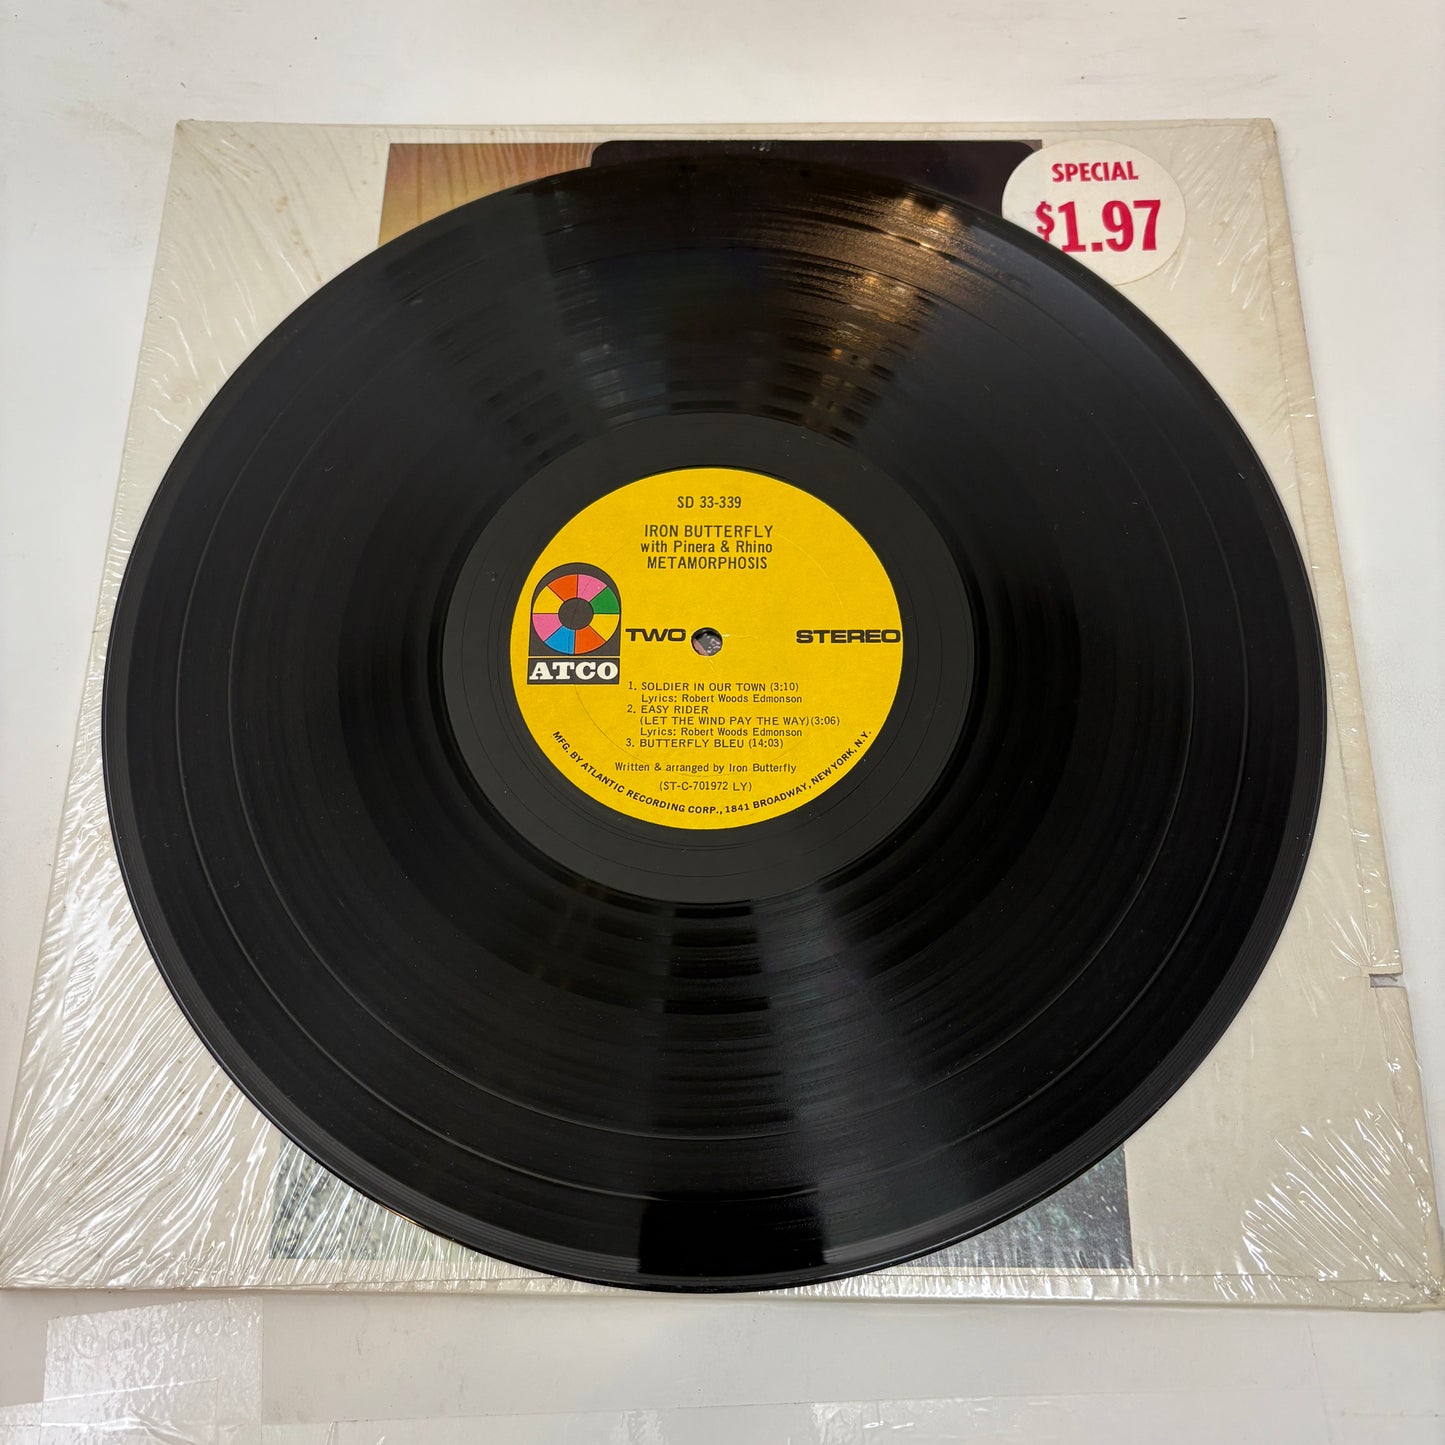 SPECIAL
$1.97
SD 33-339
IRON BUTTERFLY
with Pinera & Rhino
METAMORPHOSIS
ATCO
TWO
STEREO
1. SOLDIER IN OUR TOWN (3:10)
Lyrics: Robert Woods Edmonson
2. EASY RIDER
(LET THE WIND PAY THE WAY)(3:06)
Lyrics: Robert Woods Edmonson
3. BUTTERFLY BLEU (14:03)
Written & arranged by Iron Butterfly
(ST-C-701972 LY)
MFG. BY ATLANTIC RECORDING CORP., 1841 BROADWAY, NEW YORK, N.Y.